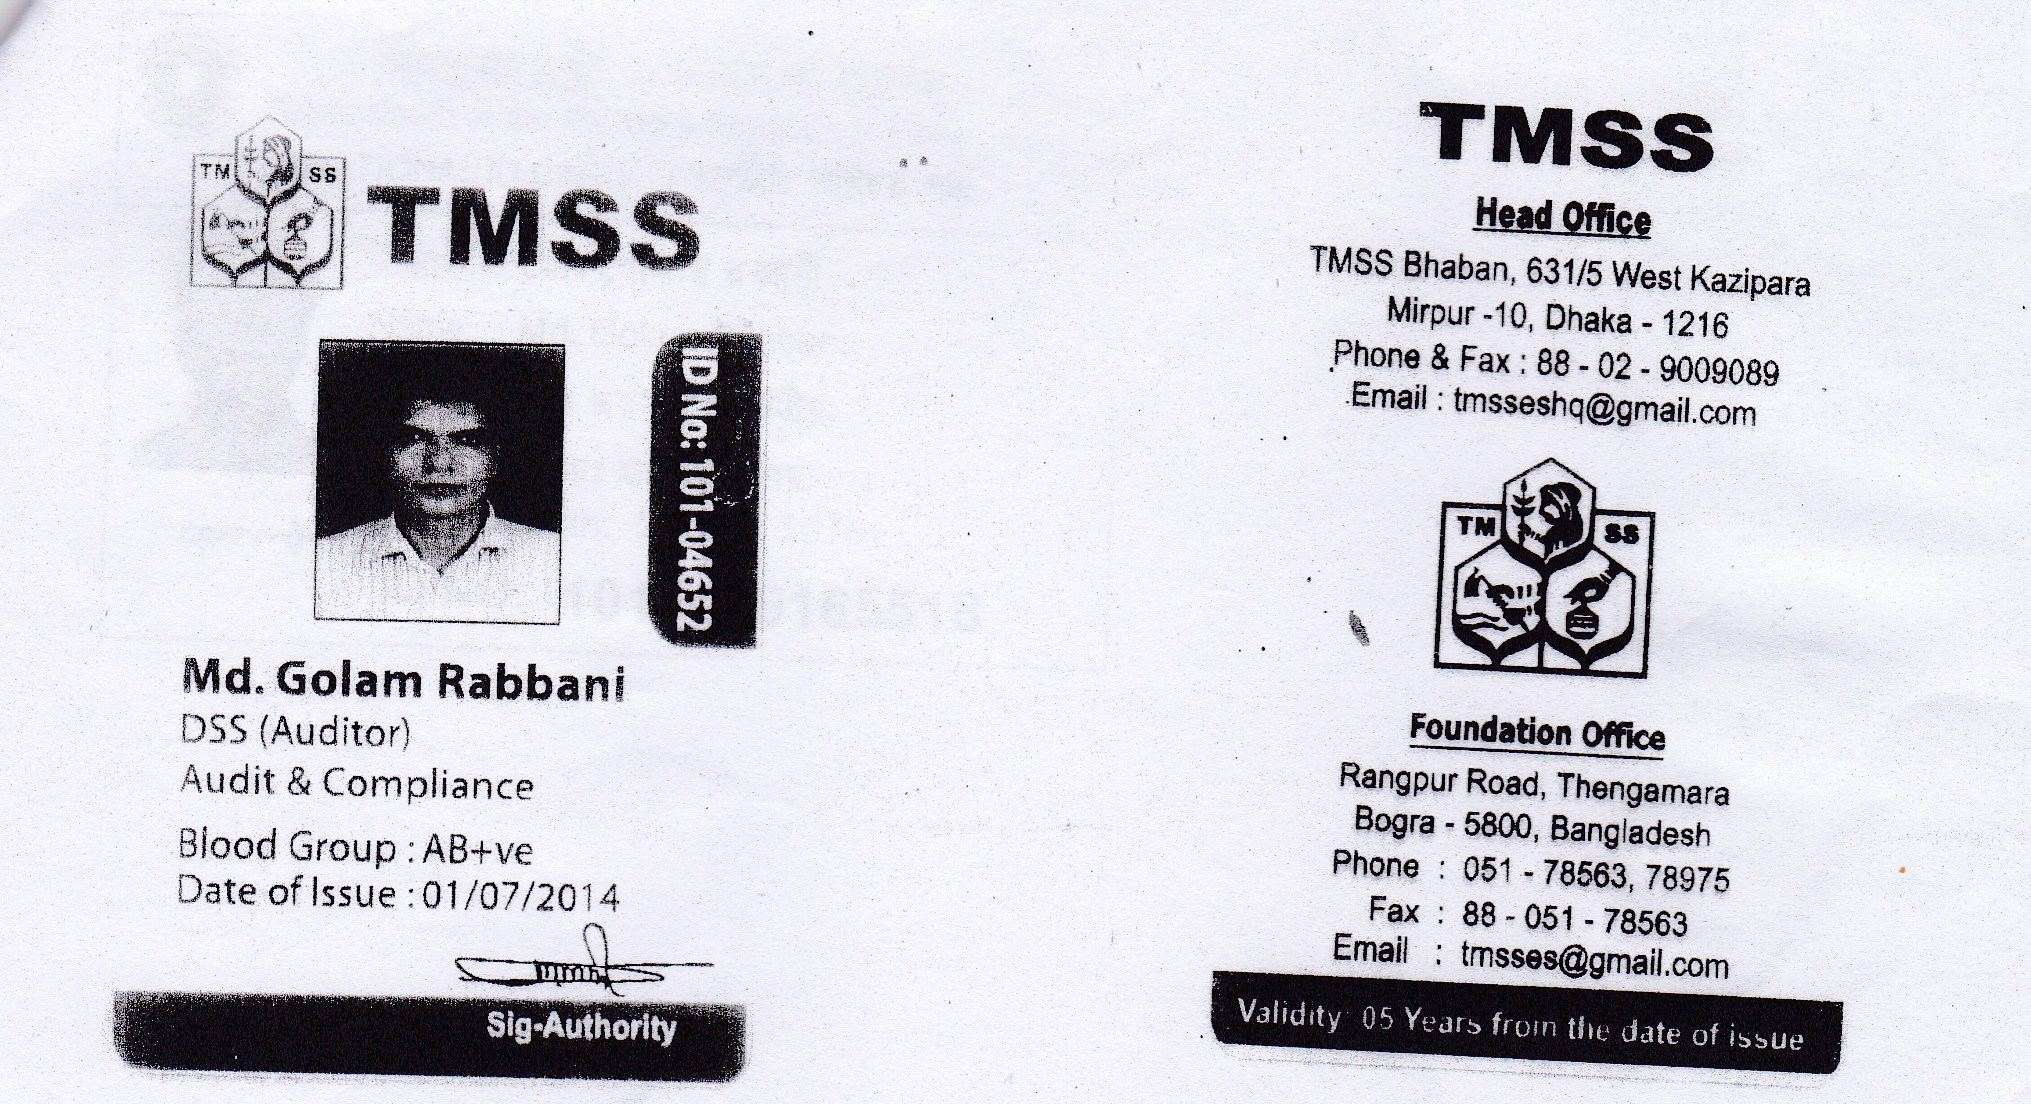 TM SS
TMSS
ID No: 101-04652
Md. Golam Rabbani
DSS (Auditor)
Audit & Compliance
Blood Group : AB+ve
Date of Issue : 01/07/2014
Sig-Authority
TMSS
Head Office
TMSS Bhaban, 631/5 West Kazipara
Mirpur -10, Dhaka - 1216
Phone & Fax : 88 - 02 - 9009089
Email : tmsseshq@gmail.com
TM SS
Foundation Office
Rangpur Road, Thengamara
Bogra - 5800, Bangladesh
Phone : 051 - 78563, 78975
Fax : 88 - 051 - 78563
Email : tmsses@gmail.com
Validity 05 Years from the date of issue